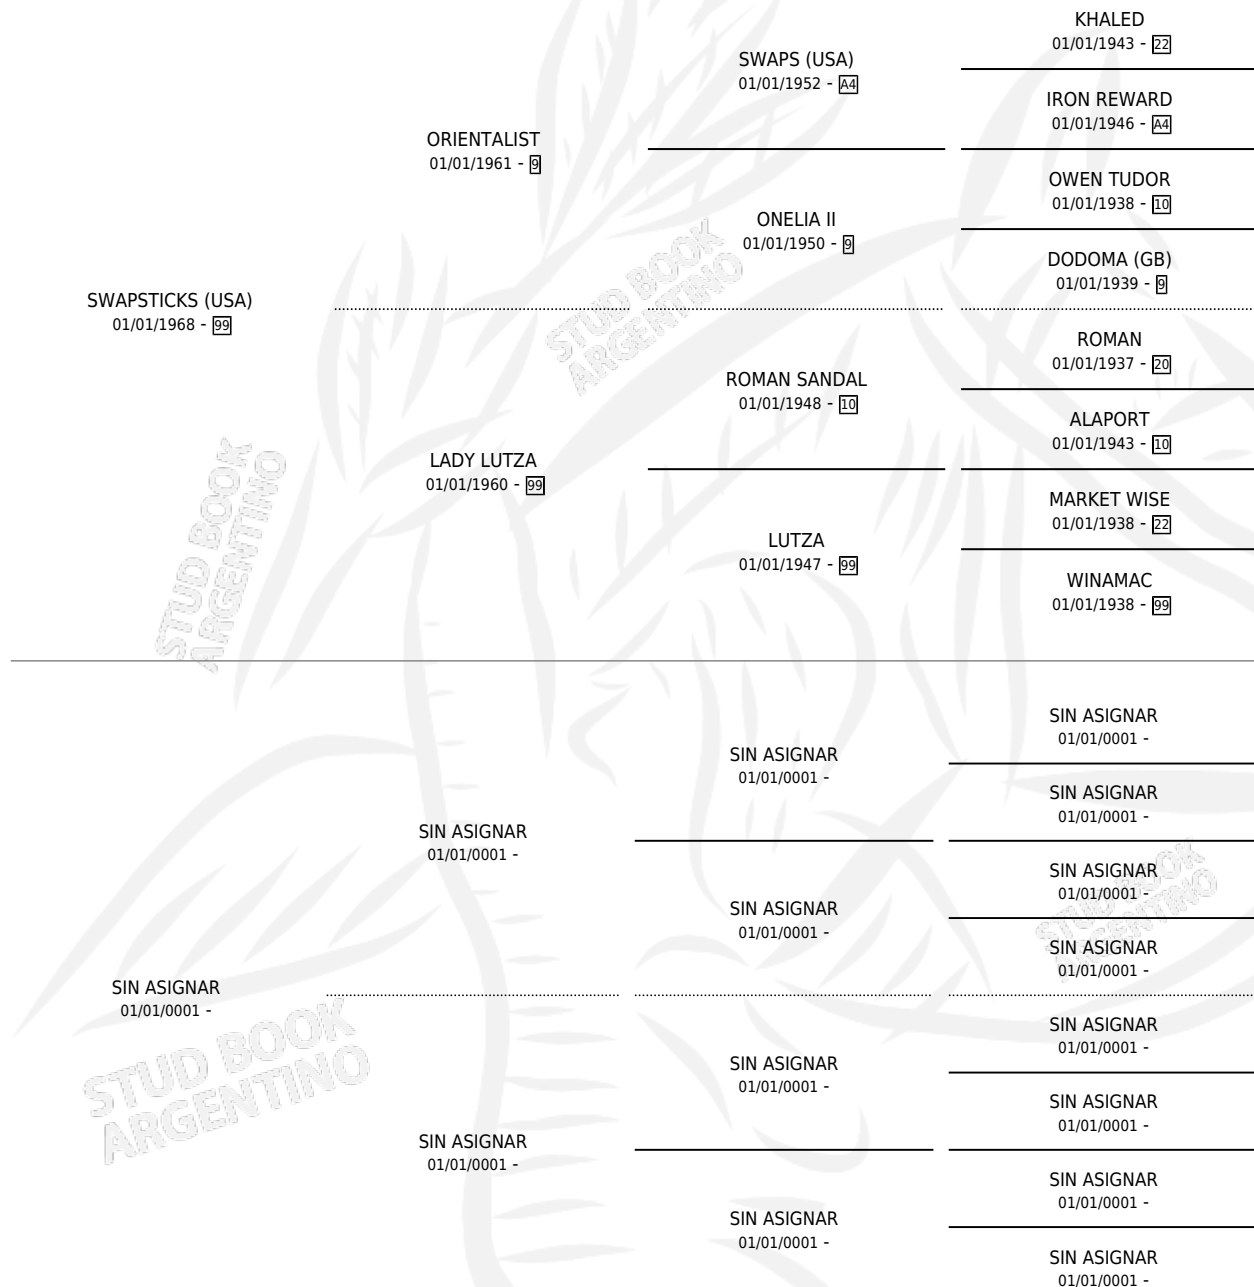 KHALED
01/01/1943 - 22
SWAPS (USA)
01/01/1952 - A4
IRON REWARD
01/01/1946 - A4
ORIENTALIST
01/01/1961 - 9
OWEN TUDOR
01/01/1938 - 10
ONELIA II
01/01/1950 - 9
DODOMA (GB)
01/01/1939 - 9
SWAPSTICKS (USA)
01/01/1968 - 99
STUD BOOK
ARGENTINO
ROMAN
01/01/1937 - 20
ROMAN SANDAL
01/01/1948 - 10
ALAPORT
01/01/1943 - 10
LADY LUTZA
01/01/1960 - 99
MARKET WISE
01/01/1938 - 22
LUTZA
01/01/1947 - 99
WINAMAC
01/01/1938 - 99
STUD BOOK
ARGENTINO
SIN ASIGNAR
01/01/0001 -
SIN ASIGNAR
01/01/0001 -
SIN ASIGNAR
01/01/0001 -
SIN ASIGNAR
01/01/0001 -
SIN ASIGNAR
01/01/0001 -
SIN ASIGNAR
01/01/0001 -
SIN ASIGNAR
01/01/0001 -
STUD BOOK
ARGENTINO
SIN ASIGNAR
01/01/0001 -
SIN ASIGNAR
01/01/0001 -
SIN ASIGNAR
01/01/0001 -
SIN ASIGNAR
01/01/0001 -
SIN ASIGNAR
01/01/0001 -
SIN ASIGNAR
01/01/0001 -
SIN ASIGNAR
01/01/0001 -
SIN ASIGNAR
01/01/0001 -
STUD BOOK
ARGENTINO